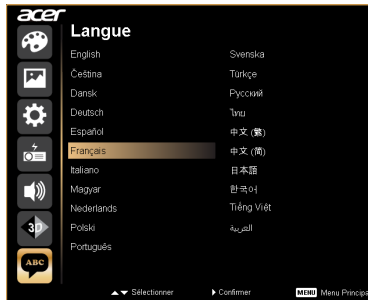 acer
Langue
English
Čeština
Dansk
Deutsch
Español
Français
Italiano
Magyar
Nederlands
Polski
Português
Svenska
Türkçe
Русский
ไทย
中文 (繁)
中文 (简)
日本語
한국어
Tiếng Việt
العربية
3D
ABC
Sélectionner
Confirmer
MENU Menu Principa